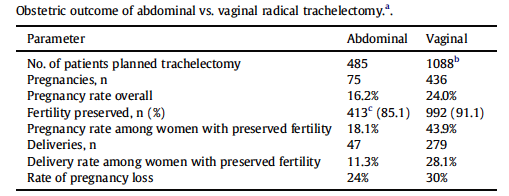 Obstetric outcome of abdominal vs. vaginal radical trachelectomy.a.
Parameter Abdominal Vaginal
No. of patients planned trachelectomy 485 1088b
Pregnancies, n 75 436
Pregnancy rate overall 16.2% 24.0%
Fertility preserved, n (%) 413c (85.1) 992 (91.1)
Pregnancy rate among women with preserved fertility 18.1% 43.9%
Deliveries, n 47 279
Delivery rate among women with preserved fertility 11.3% 28.1%
Rate of pregnancy loss 24% 30%